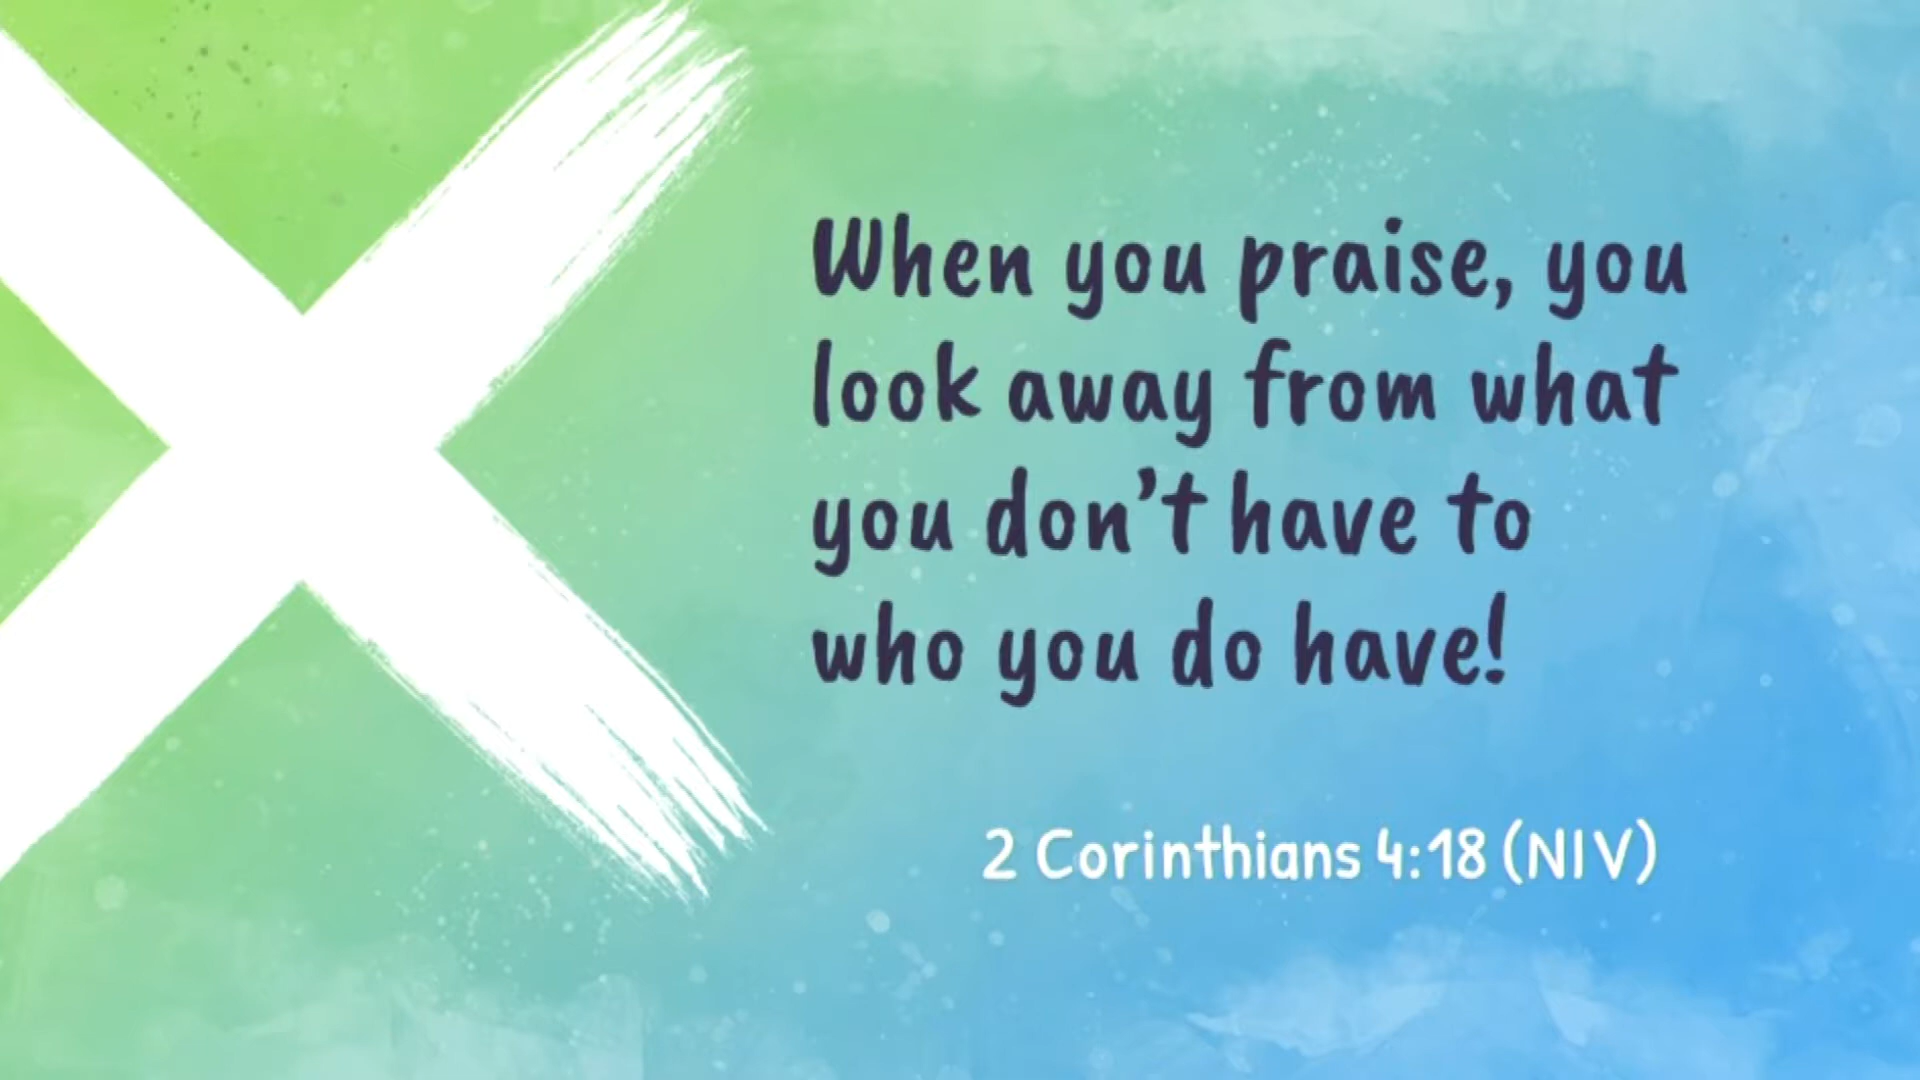 When you praise, you
look away from what
you don’t have to
who you do have!
2 Corinthians 4:18 (NIV)